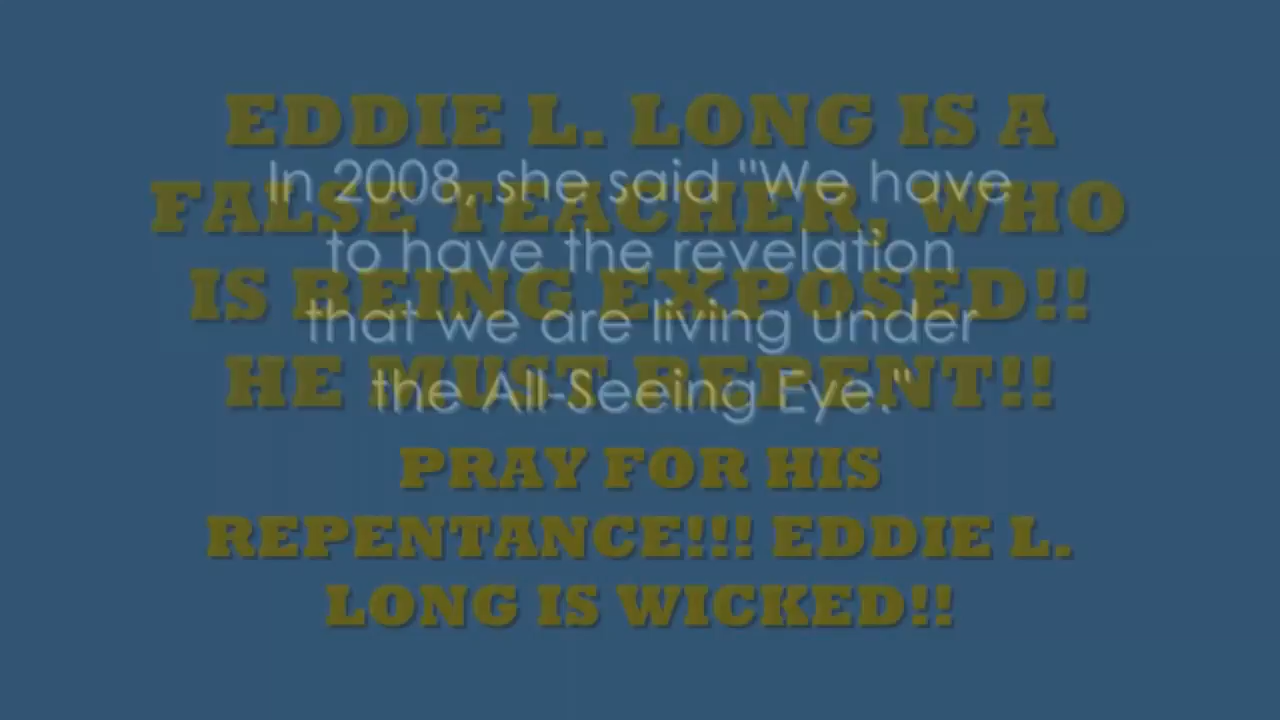 EDDIE L. LONG IS A
FALSE TEACHER, WHO
IS BEING EXPOSED!!
HE MUST REPENT!!
PRAY FOR HIS
REPENTANCE!!! EDDIE L.
LONG IS WICKED!!
In 2008, she said "We have
to have the revelation
that we are living under
the All-Seeing Eye."